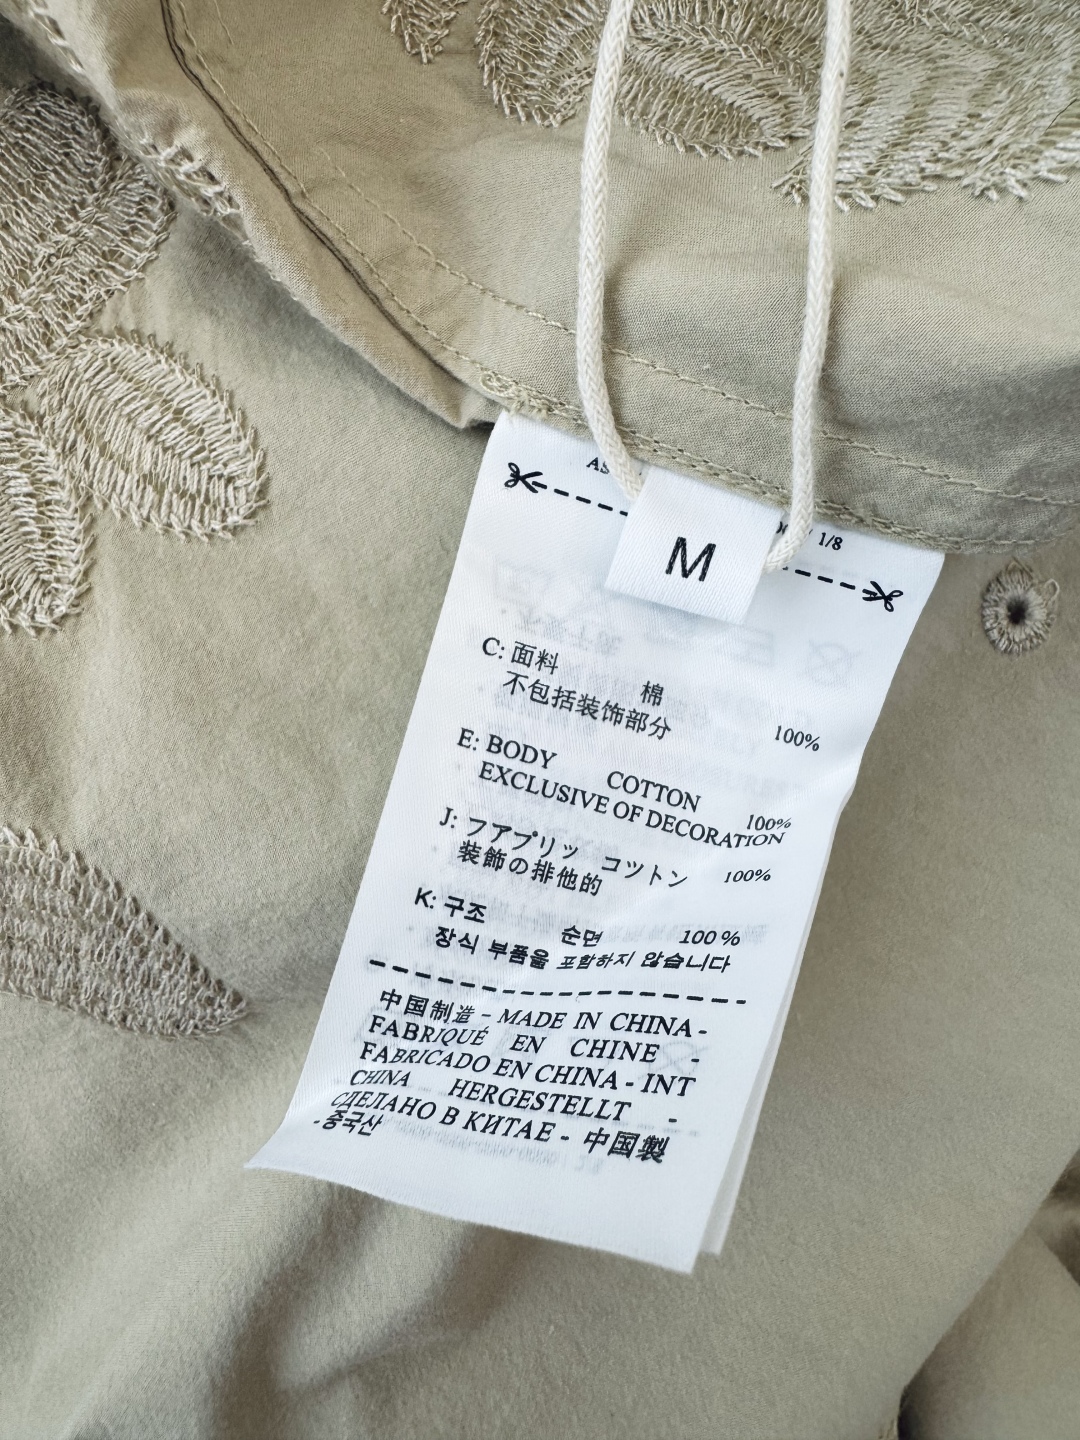 1/8
M
C: 面料 棉 100%
不包括装饰部分
E: BODY COTTON 100%
EXCLUSIVE OF DECORATION
J: フアプリッ コットン 100%
装飾の排他的
K: 구조 순면 100%
장식 부품을 포함하지 않습니다
中国制造 - MADE IN CHINA -
FABRIQUÉ EN CHINE -
FABRICADO EN CHINA - INT
CHINA HERGESTELLT -
СДЕЛАНО В КИТАЕ - 中国製
- 중국산